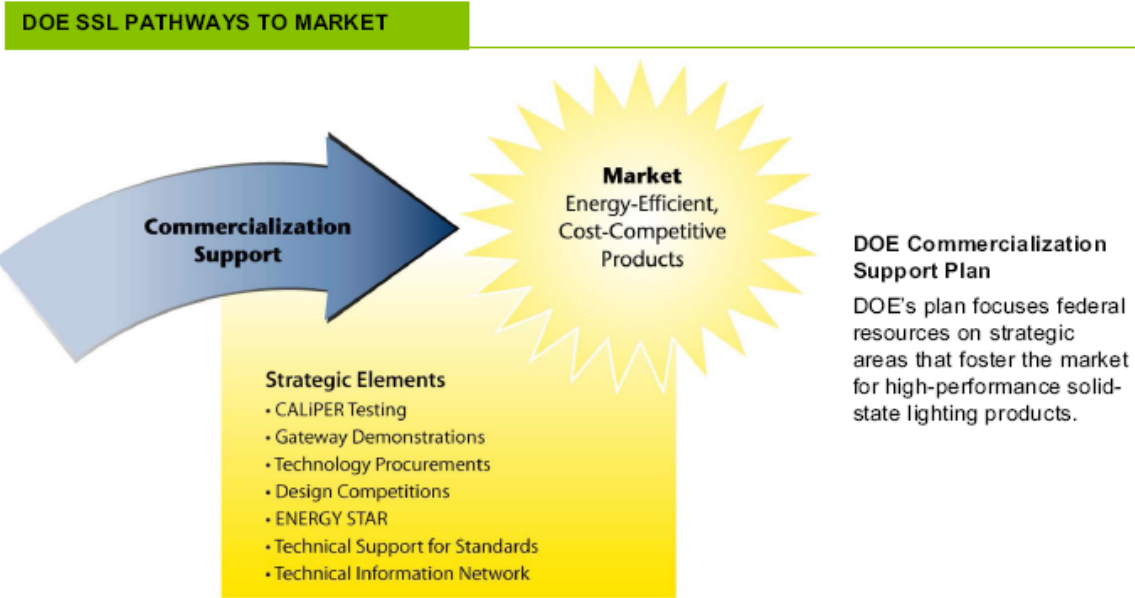 DOE SSL PATHWAYS TO MARKET
Commercialization
Support
Market
Energy-Efficient,
Cost-Competitive
Products
Strategic Elements
• CALiPER Testing
• Gateway Demonstrations
• Technology Procurements
• Design Competitions
• ENERGY STAR
• Technical Support for Standards
• Technical Information Network
DOE Commercialization
Support Plan
DOE's plan focuses federal
resources on strategic
areas that foster the market
for high-performance solid-
state lighting products.